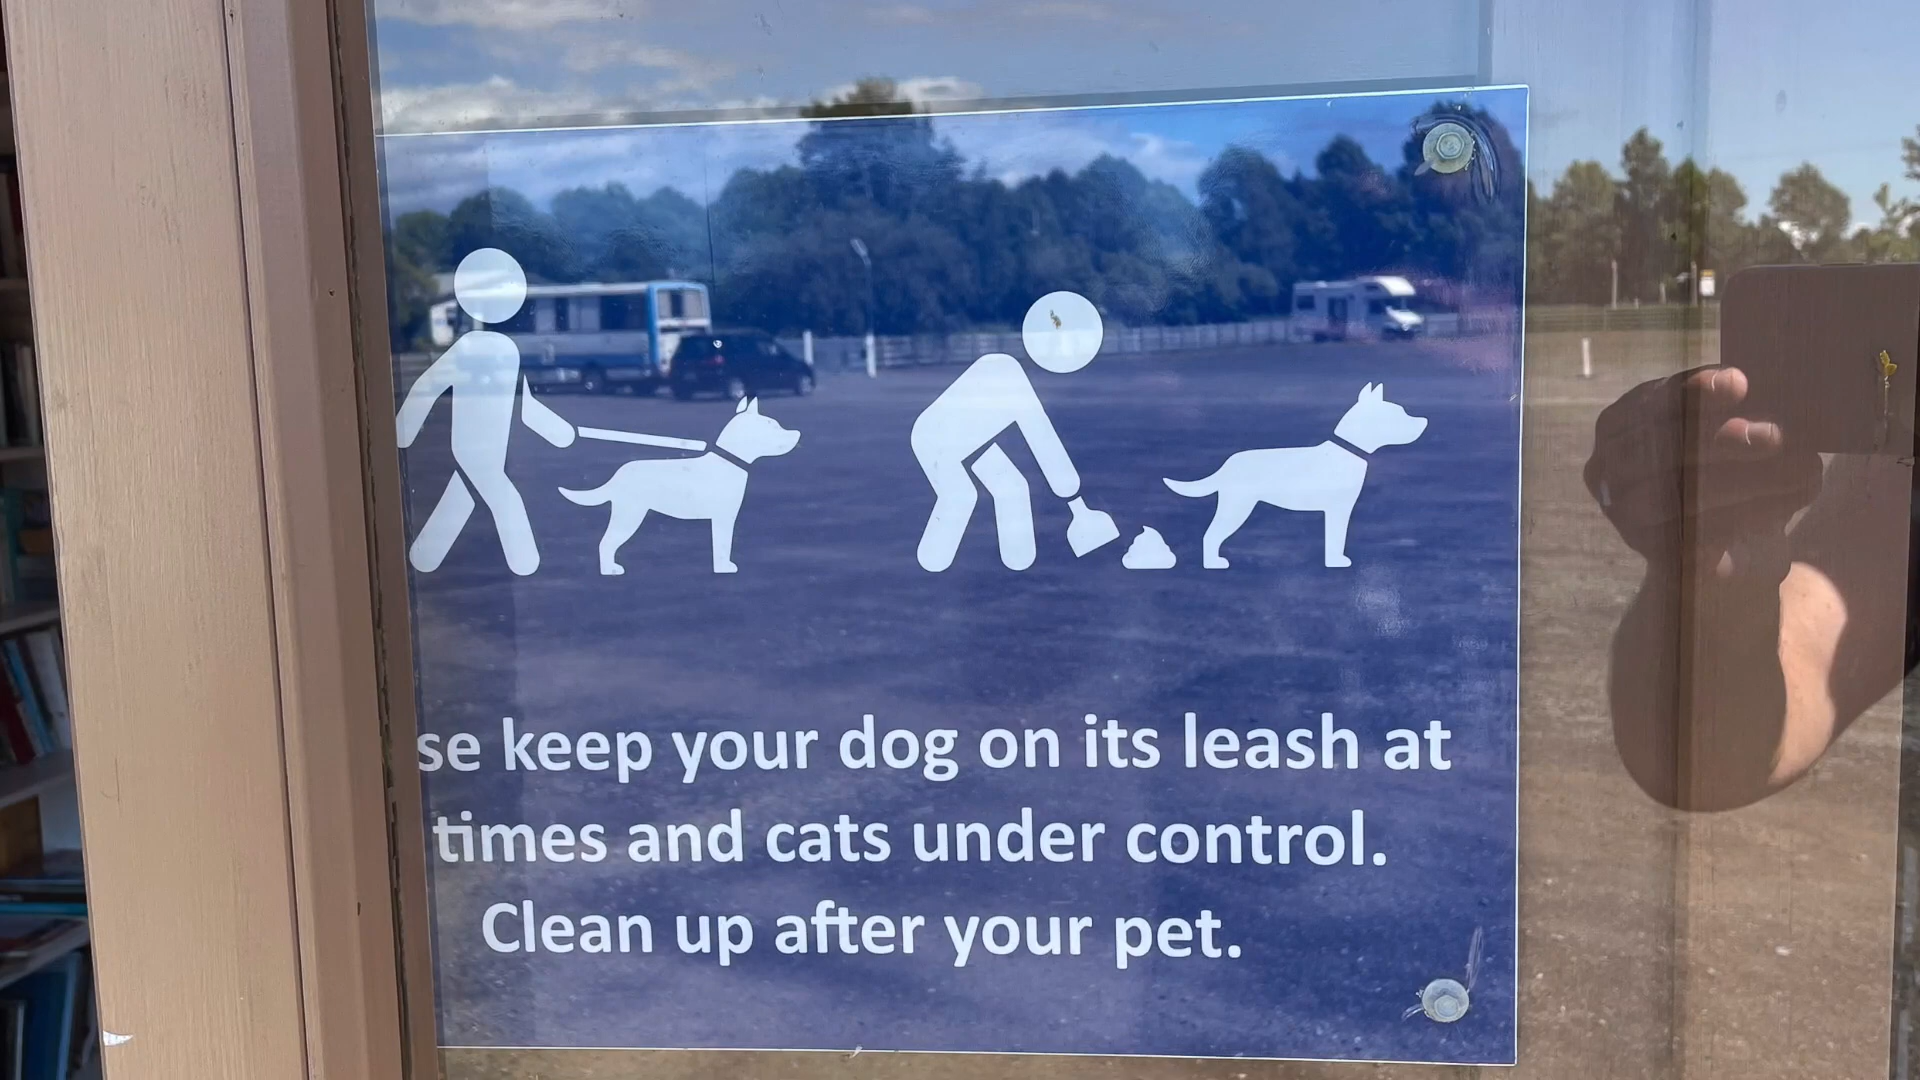 se keep your dog on its leash at
times and cats under control.
Clean up after your pet.